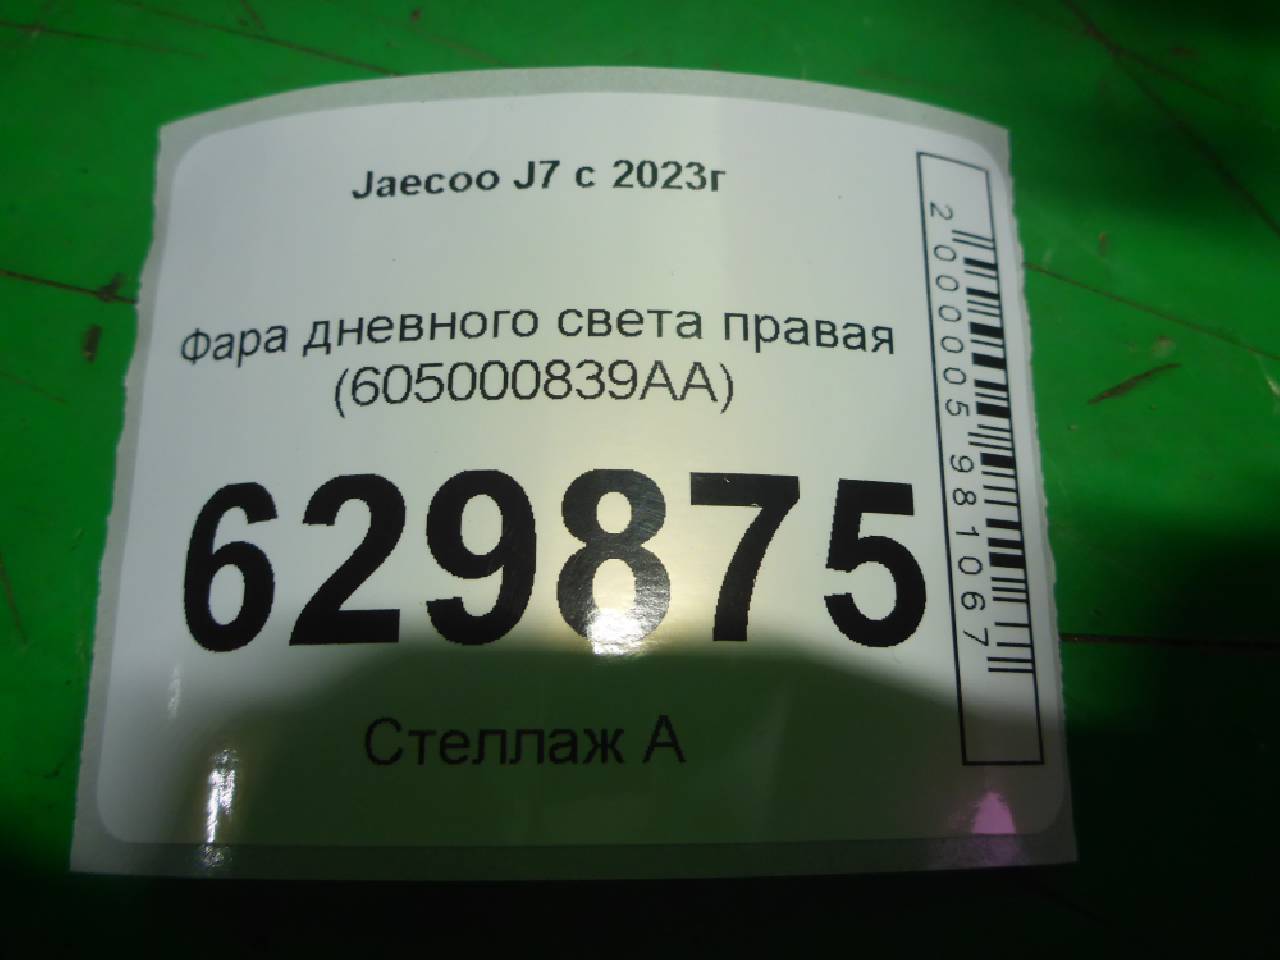 Jaecoo J7 с 2023г
Фара дневного света правая
(605000839AA)
629875
Стеллаж А
2000005981067